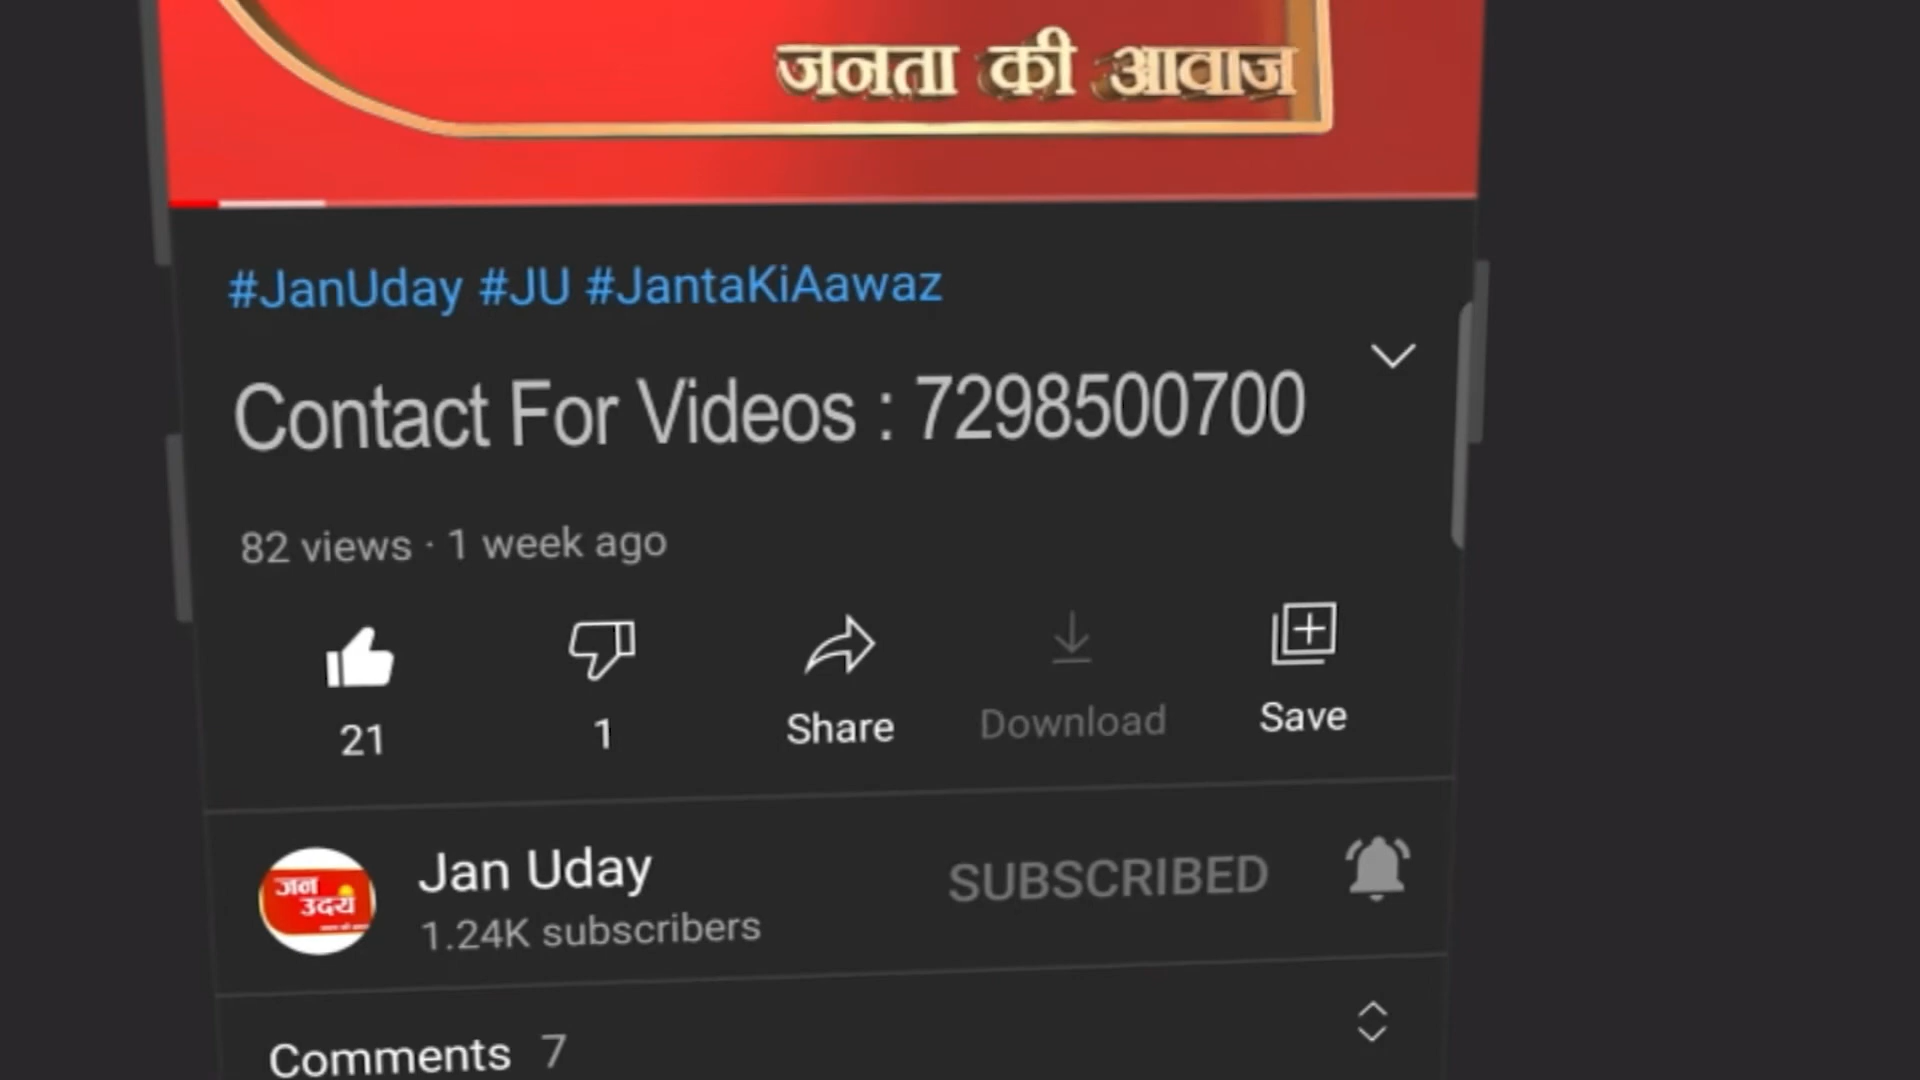 जनता की आवाज
#JanUday #JU #JantaKiAawaz
Contact For Videos : 7298500700
82 views · 1 week ago
21
1
Share
Download
Save
जन
उदय
Jan Uday
1.24K subscribers
SUBSCRIBED
Comments 7